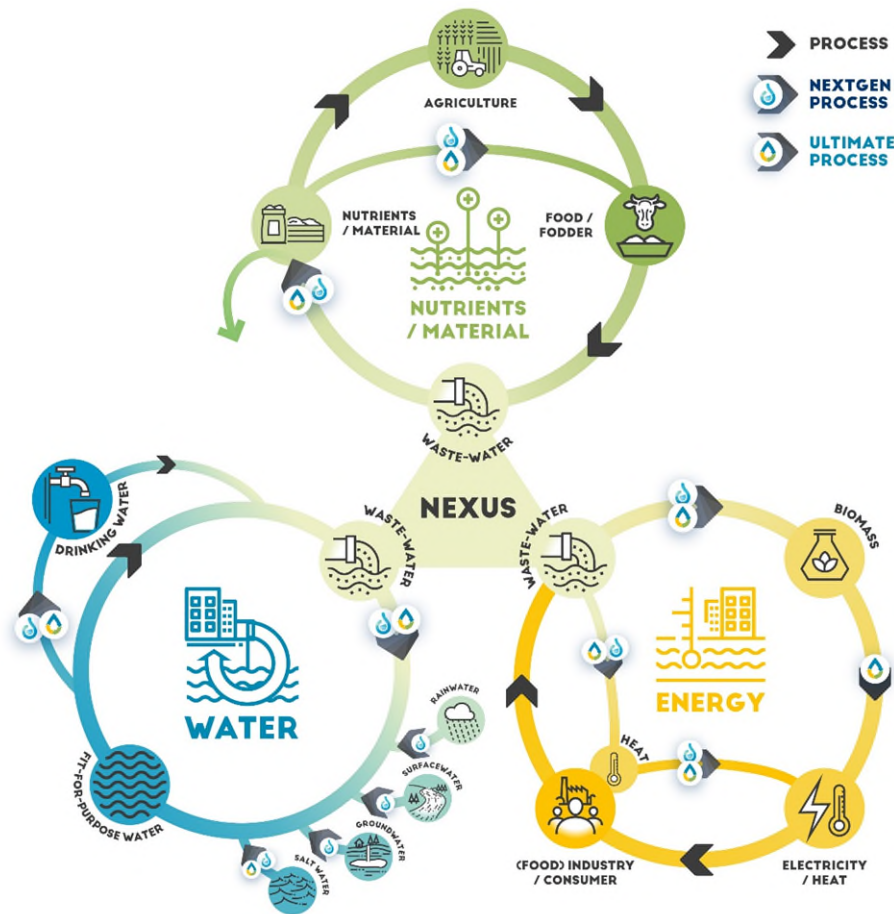 PROCESS
NEXTGEN
PROCESS
ULTIMATE
PROCESS
AGRICULTURE
NUTRIENTS
/ MATERIAL
FOOD /
FODDER
NUTRIENTS
/ MATERIAL
WASTE-WATER
NEXUS
DRINKING WATER
WASTE-WATER
WASTE-WATER
BIOMASS
WATER
ENERGY
RAINWATER
SURFACEWATER
GROUNDWATER
SALT WATER
FIT-FOR-PURPOSE WATER
HEAT
(FOOD) INDUSTRY
/ CONSUMER
ELECTRICITY
/ HEAT